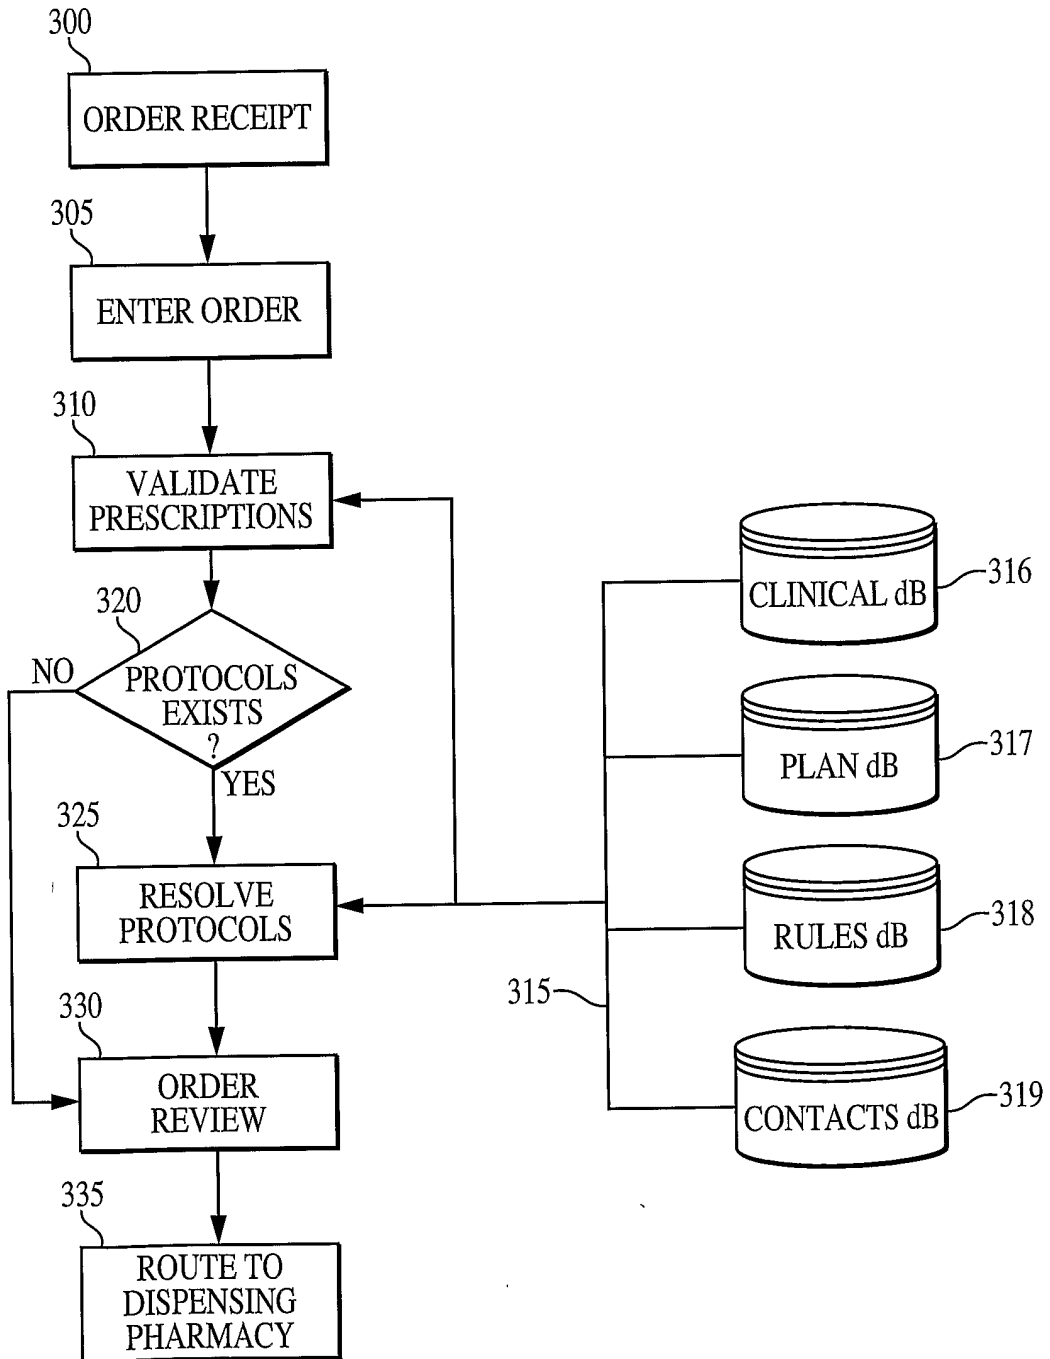 300
ORDER RECEIPT
305
ENTER ORDER
310
VALIDATE
PRESCRIPTIONS
320
NO
PROTOCOLS
EXISTS
?
YES
325
RESOLVE
PROTOCOLS
330
ORDER
REVIEW
335
ROUTE TO
DISPENSING
PHARMACY
315
CLINICAL dB
316
PLAN dB
317
RULES dB
318
CONTACTS dB
319